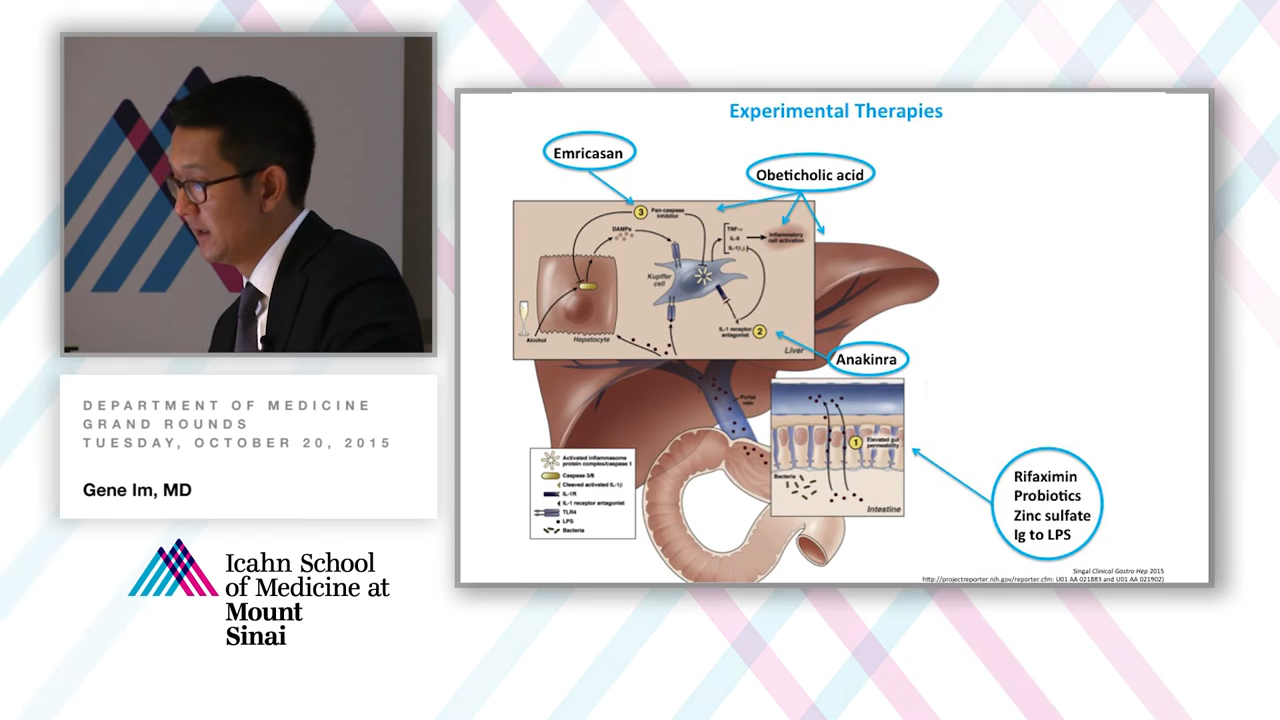 DEPARTMENT OF MEDICINE
GRAND ROUNDS
TUESDAY, OCTOBER 20, 2015
Gene Im, MD
Icahn School
of Medicine at
Mount
Sinai
Experimental Therapies
Emricasan
Obeticholic acid
3 Pan-caspase
inhibitor
DAMPs
TNF-α
IL-6
IL-1β
Inflammatory
cell activation
Kupffer
cell
IL-1 receptor
antagonist 2
Alcohol
Hepatocyte
Liver
Anakinra
Portal
vein
1 Elevated gut
permeability
Bacteria
Intestine
Activated inflammasome
protein complex/caspase 1
Caspase 3/8
Cleaved activated IL-1β
IL-1R
IL-1 receptor antagonist
TLR4
LPS
Bacteria
Rifaximin
Probiotics
Zinc sulfate
Ig to LPS
Singal Clinical Gastro Hep 2015
http://projectreporter.nih.gov/reporter.cfm: U01 AA 021883 and U01 AA 021902)